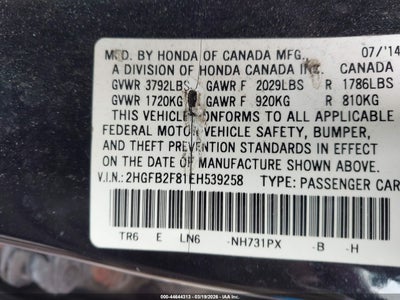 MFD. BY HONDA OF CANADA MFG., 07/'14
A DIVISION OF HONDA CANADA INC. CANADA
GVWR 3792LBS GAWR F 2029LBS R 1786LBS
GVWR 1720KG GAWR F 920KG R 810KG
THIS VEHICLE CONFORMS TO ALL APPLICABLE
FEDERAL MOTOR VEHICLE SAFETY, BUMPER,
AND THEFT PREVENTION STANDARDS IN EFFECT
ON THE DATE OF MANUFACTURE SHOWN ABOVE.
V.I.N.: 2HGFB2F81EH539258 TYPE: PASSENGER CAR
TR6 E LN6 -NH731PX -B -H
000-44644313 - 03/19/2026 - IAA Inc.